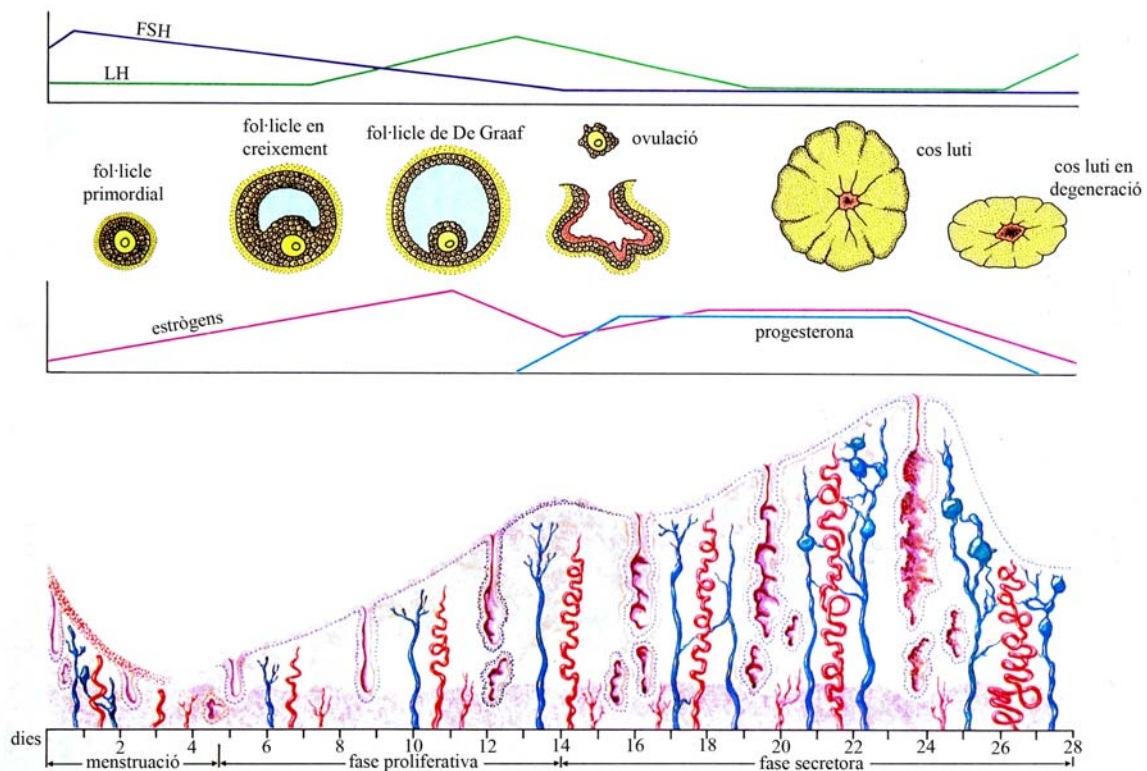 FSH
LH
fol·licle
primordial
fol·licle en
creixement
fol·licle de De Graaf
ovulació
cos luti
cos luti en
degeneració
estrògens
progesterona
dies 2 4 6 8 10 12 14 16 18 20 22 24 26 28
menstruació fase proliferativa fase secretora